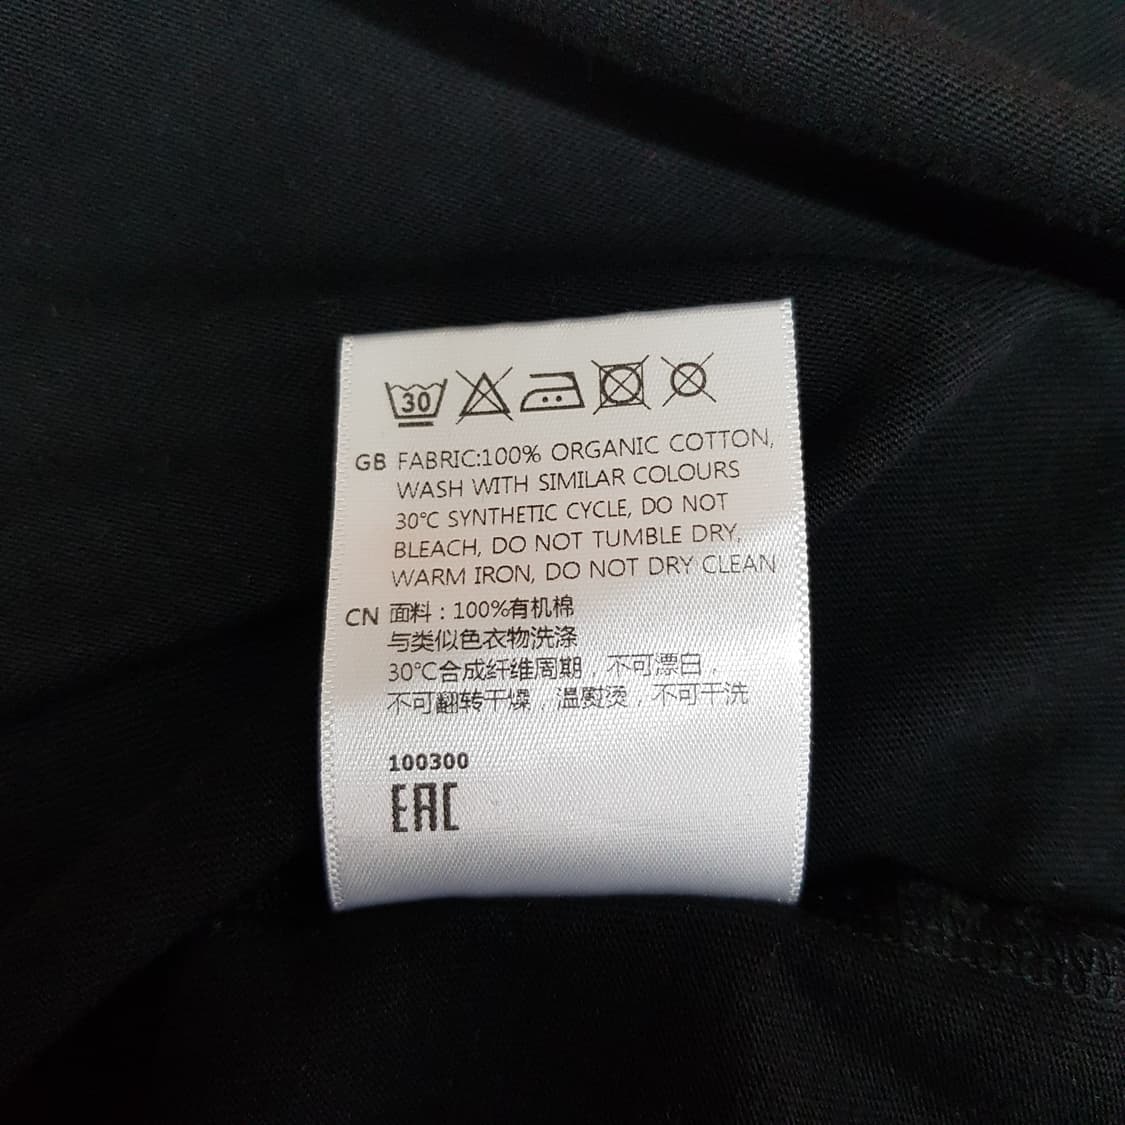 30
GB FABRIC:100% ORGANIC COTTON,
WASH WITH SIMILAR COLOURS
30°C SYNTHETIC CYCLE, DO NOT
BLEACH, DO NOT TUMBLE DRY,
WARM IRON, DO NOT DRY CLEAN
CN 面料：100%有机棉
与类似色衣物洗涤
30°C合成纤维周期，不可漂白，
不可翻转干燥，温熨烫，不可干洗
100300
EAC